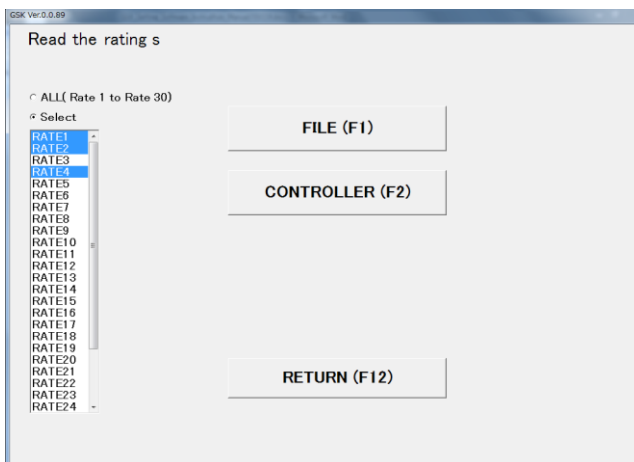 GSK Ver.0.0.89
Read the rating s
ALL( Rate 1 to Rate 30)
Select
RATE1
RATE2
RATE3
RATE4
RATE5
RATE6
RATE7
RATE8
RATE9
RATE10
RATE11
RATE12
RATE13
RATE14
RATE15
RATE16
RATE17
RATE18
RATE19
RATE20
RATE21
RATE22
RATE23
RATE24
FILE (F1)
CONTROLLER (F2)
RETURN (F12)